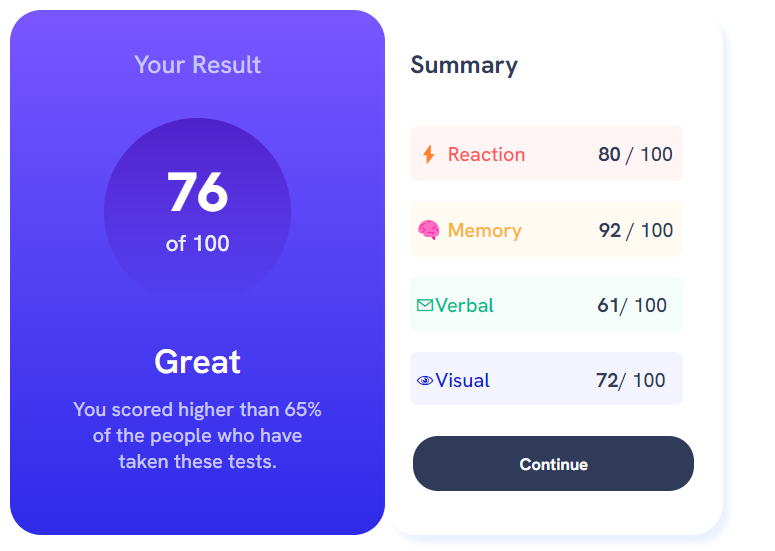 Your Result
76
of 100
Great
You scored higher than 65%
of the people who have
taken these tests.
Summary
Reaction 80 / 100
Memory 92 / 100
Verbal 61/ 100
Visual 72/ 100
Continue